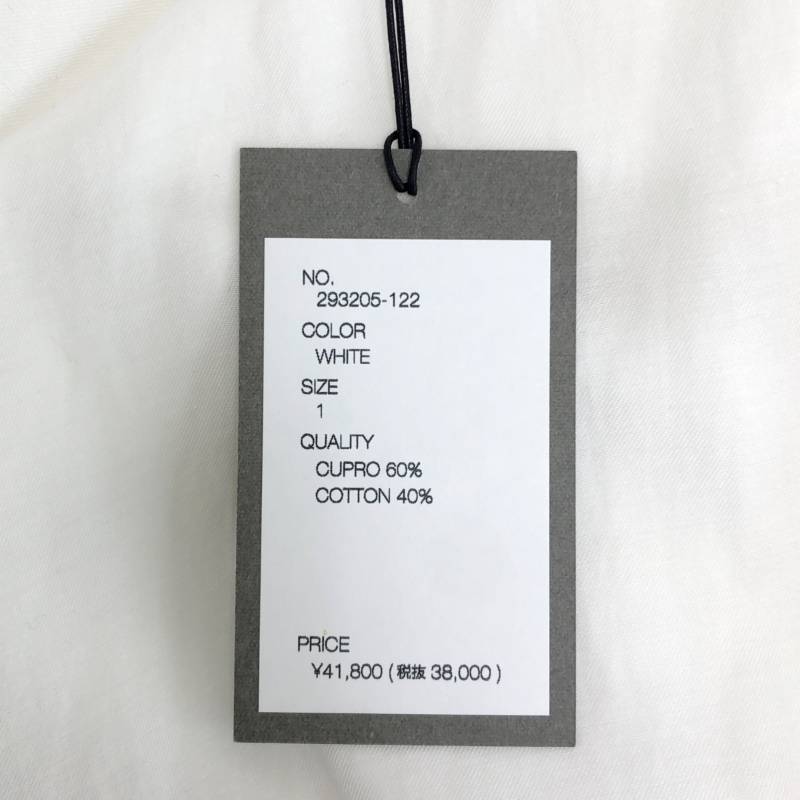 NO.
293205-122
COLOR
WHITE
SIZE
1
QUALITY
CUPRO 60%
COTTON 40%
PRICE
¥41,800 (税抜 38,000)